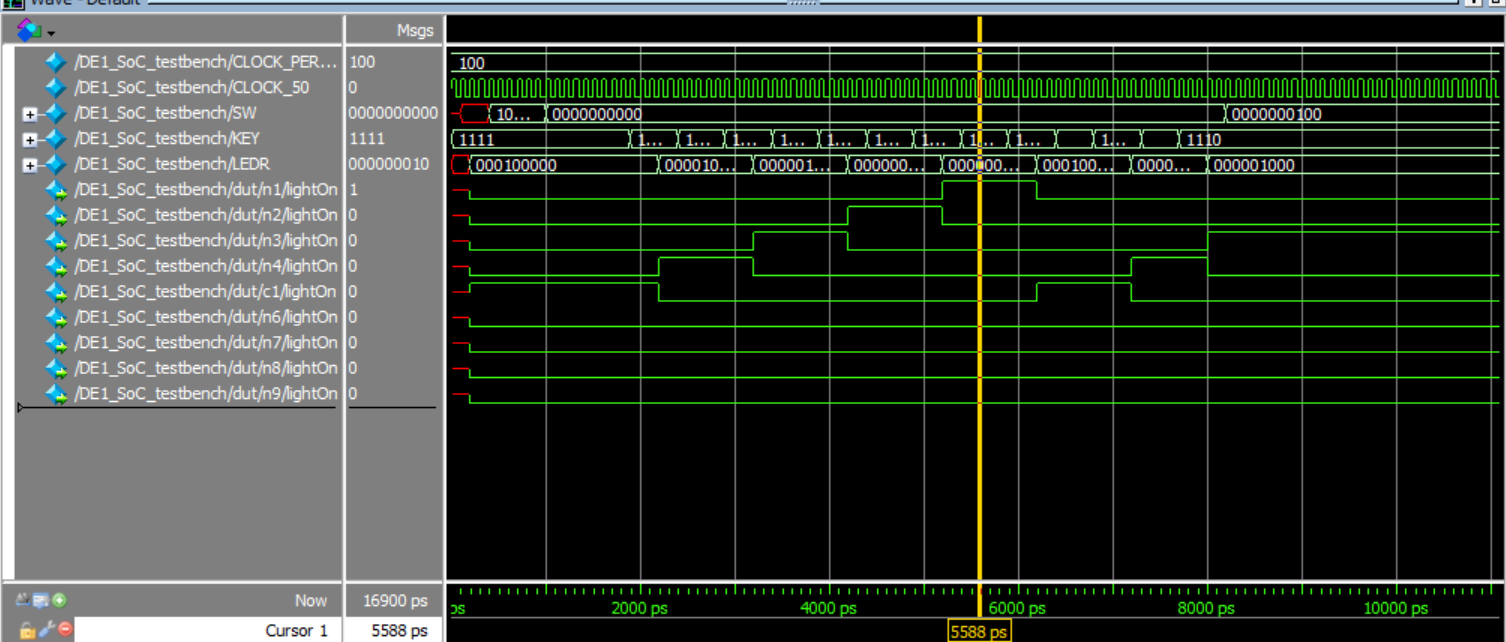 Wave - Default
Msgs
/DE1_SoC_testbench/CLOCK_PER... 100 100
/DE1_SoC_testbench/CLOCK_50 0
/DE1_SoC_testbench/SW 0000000000 10... 0000000000 0000000100
/DE1_SoC_testbench/KEY 1111 1111 1... 1... 1... 1... 1... 1... 1... 1... 1... 1... 1110
/DE1_SoC_testbench/LEDR 000000010 000100000 000010... 000001... 000000... 000000... 000100... 0000... 000001000
/DE1_SoC_testbench/dut/n1/lightOn 1
/DE1_SoC_testbench/dut/n2/lightOn 0
/DE1_SoC_testbench/dut/n3/lightOn 0
/DE1_SoC_testbench/dut/n4/lightOn 0
/DE1_SoC_testbench/dut/c1/lightOn 0
/DE1_SoC_testbench/dut/n6/lightOn 0
/DE1_SoC_testbench/dut/n7/lightOn 0
/DE1_SoC_testbench/dut/n8/lightOn 0
/DE1_SoC_testbench/dut/n9/lightOn 0
Now 16900 ps ps 2000 ps 4000 ps 6000 ps 8000 ps 10000 ps
Cursor 1 5588 ps 5588 ps